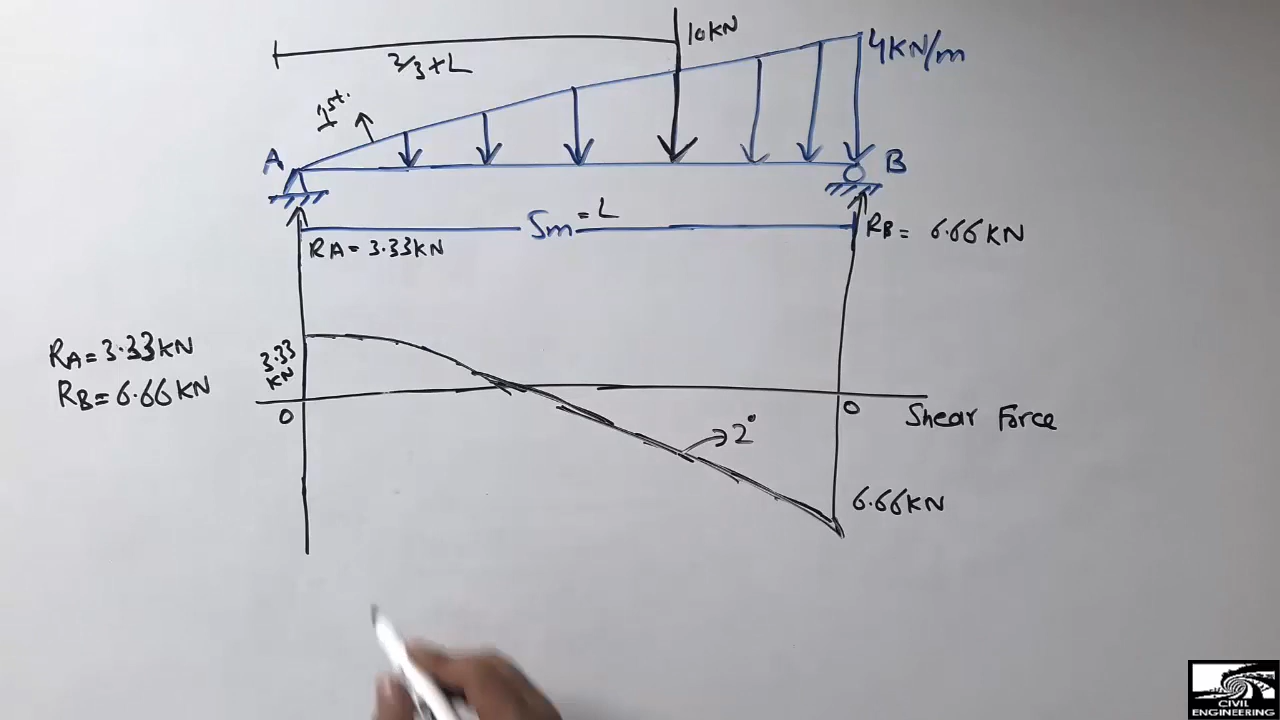 10KN
4KN/m
2/3 * L
1st.
A
B
5m = L
RA = 3.33KN
RB = 6.66KN
RA = 3.33KN
RB = 6.66KN
3.33
KN
0
0
Shear Force
2°
6.66KN
CIVIL
ENGINEERING